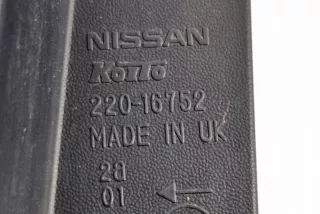 NISSAN
KOITO
220-16752
MADE IN UK
28
01